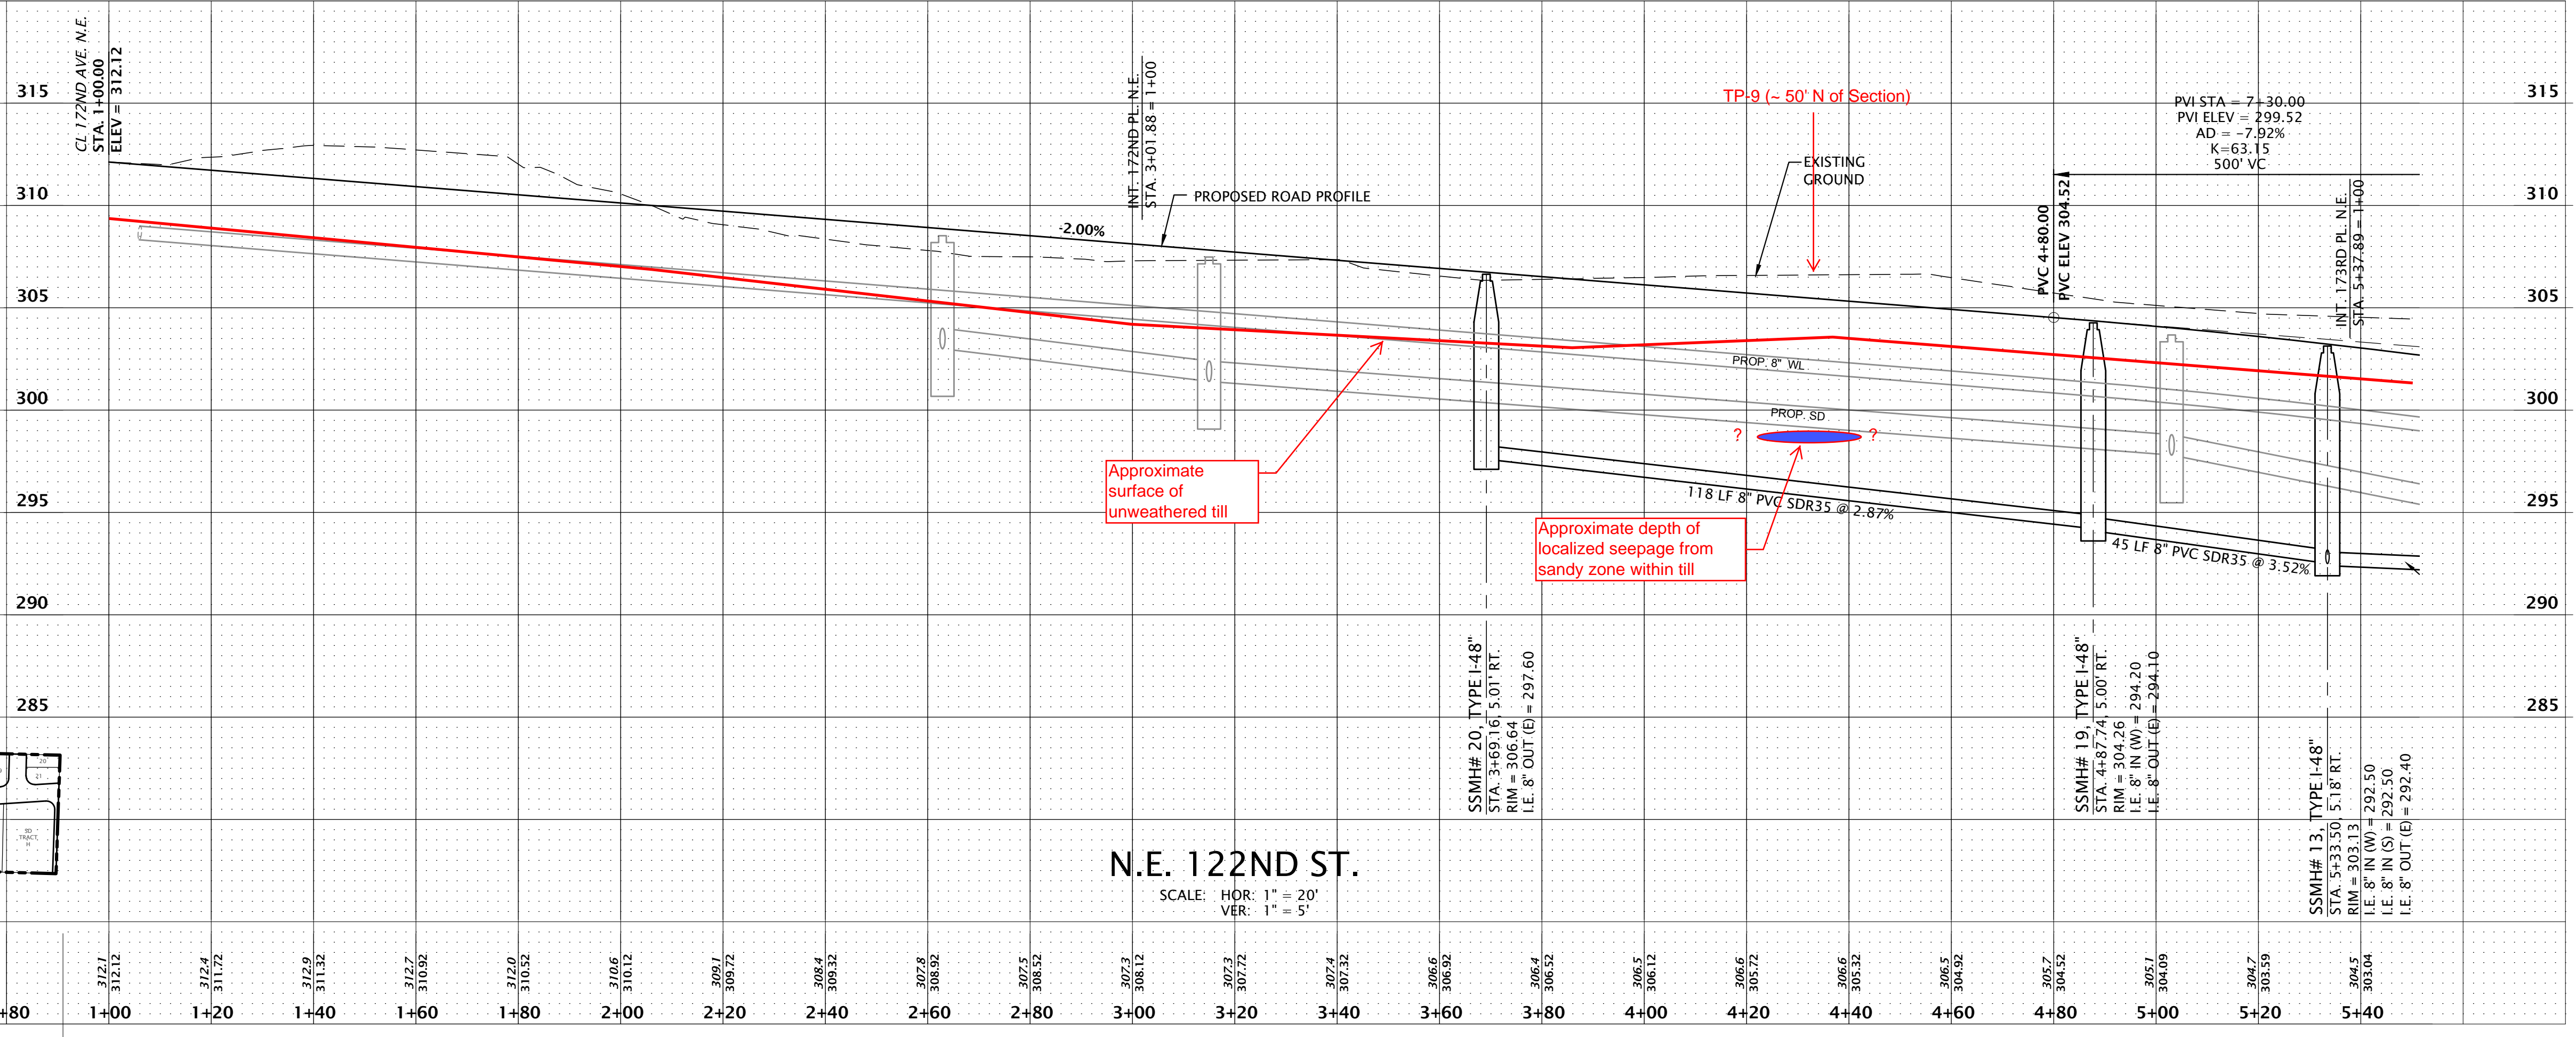 CL 172ND AVE. N.E.
STA. 1+00.00
ELEV = 312.12
INT. 172ND PL. N.E.
STA. 3+01.88 = 1+00
TP-9 (~ 50' N of Section)
PVI STA = 7+30.00
PVI ELEV = 299.52
AD = -7.92%
K=63.15
500' VC
PVC 4+80.00
PVC ELEV 304.52
INT. 173RD PL. N.E.
STA. 5+37.89 = 1+00
315
310
305
300
295
290
285
315
310
305
300
295
290
285
PROPOSED ROAD PROFILE
-2.00%
EXISTING
GROUND
PROP. 8" WL
PROP. SD
?
?
Approximate
surface of
unweathered till
118 LF 8" PVC SDR35 @ 2.87%
Approximate depth of
localized seepage from
sandy zone within till
45 LF 8" PVC SDR35 @ 3.52%
SSMH# 20, TYPE I-48"
STA. 3+69.16, 5.01' RT.
RIM = 306.64
I.E. 8" OUT (E) = 297.60
SSMH# 19, TYPE I-48"
STA. 4+87.74, 5.00' RT.
RIM = 304.26
I.E. 8" IN (W) = 294.20
I.E. 8" OUT (E) = 294.10
SSMH# 13, TYPE I-48"
STA. 5+33.50, 5.18' RT.
RIM = 303.13
I.E. 8" IN (W) = 292.50
I.E. 8" IN (S) = 292.50
I.E. 8" OUT (E) = 292.40
20
21
SD
TRACT
H
N.E. 122ND ST.
SCALE: HOR: 1" = 20'
VER: 1" = 5'
312.1 312.4 312.9 312.7 312.0 310.6 309.1 308.4 307.8 307.5 307.3 307.3 307.4 306.6 306.4 306.5 306.6 306.6 306.5 305.7 305.1 304.7 304.5
312.12 311.72 311.32 310.92 310.52 310.12 309.72 309.32 308.92 308.52 308.12 307.72 307.32 306.92 306.52 306.12 305.72 305.32 304.92 304.52 304.09 303.59 303.04
+80 1+00 1+20 1+40 1+60 1+80 2+00 2+20 2+40 2+60 2+80 3+00 3+20 3+40 3+60 3+80 4+00 4+20 4+40 4+60 4+80 5+00 5+20 5+40